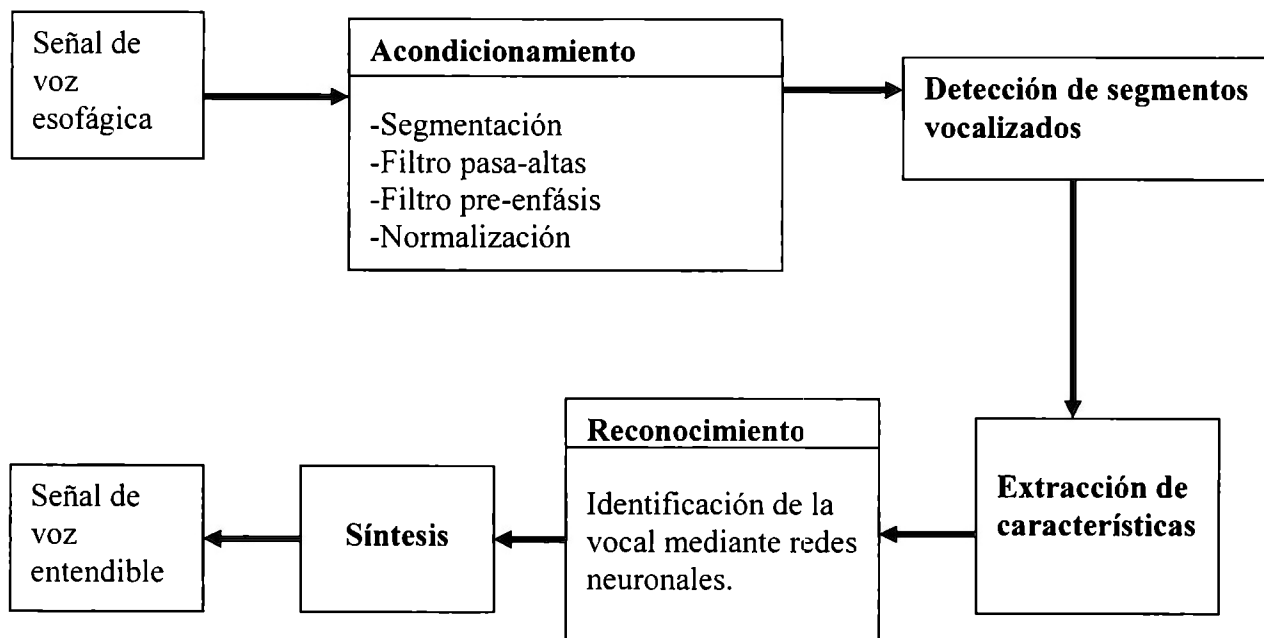 Señal de
voz
esofágica
Acondicionamiento
-Segmentación
-Filtro pasa-altas
-Filtro pre-enfásis
-Normalización
Detección de segmentos
vocalizados
Extracción de
característícas
Reconocimiento
Identificación de la
vocal mediante redes
neuronales.
Síntesis
Señal de
voz
entendible